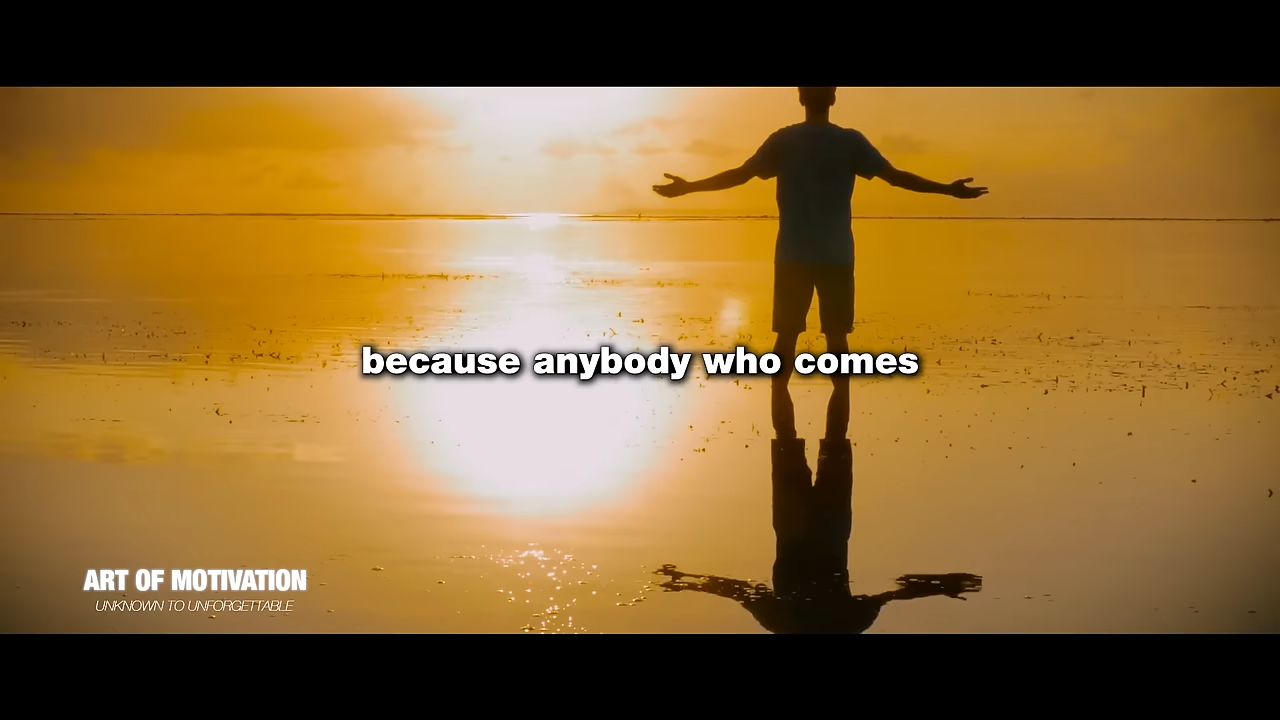 because anybody who comes
ART OF MOTIVATION
UNKNOWN TO UNFORGETTABLE